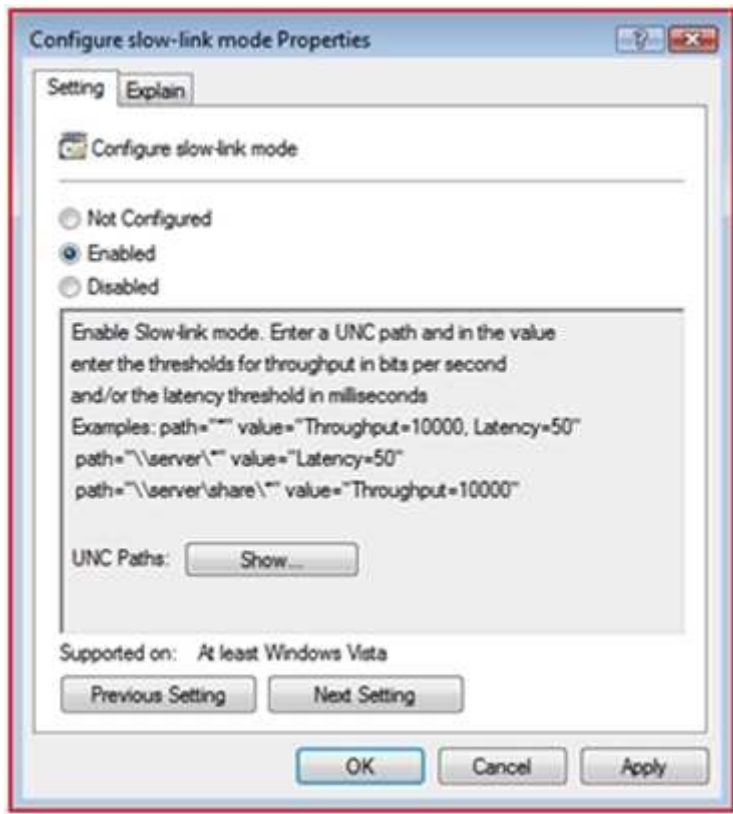 Configure slow-link mode Properties
Setting
Explain
Configure slow-link mode
Not Configured
Enabled
Disabled
Enable Slow-link mode. Enter a UNC path and in the value
enter the thresholds for throughput in bits per second
and/or the latency threshold in milliseconds
Examples: path="*" value="Throughput=10000, Latency=50"
path="\\server\*" value="Latency=50"
path="\\server\share\*" value="Throughput=10000"
UNC Paths: Show...
Supported on: At least Windows Vista
Previous Setting
Next Setting
OK
Cancel
Apply